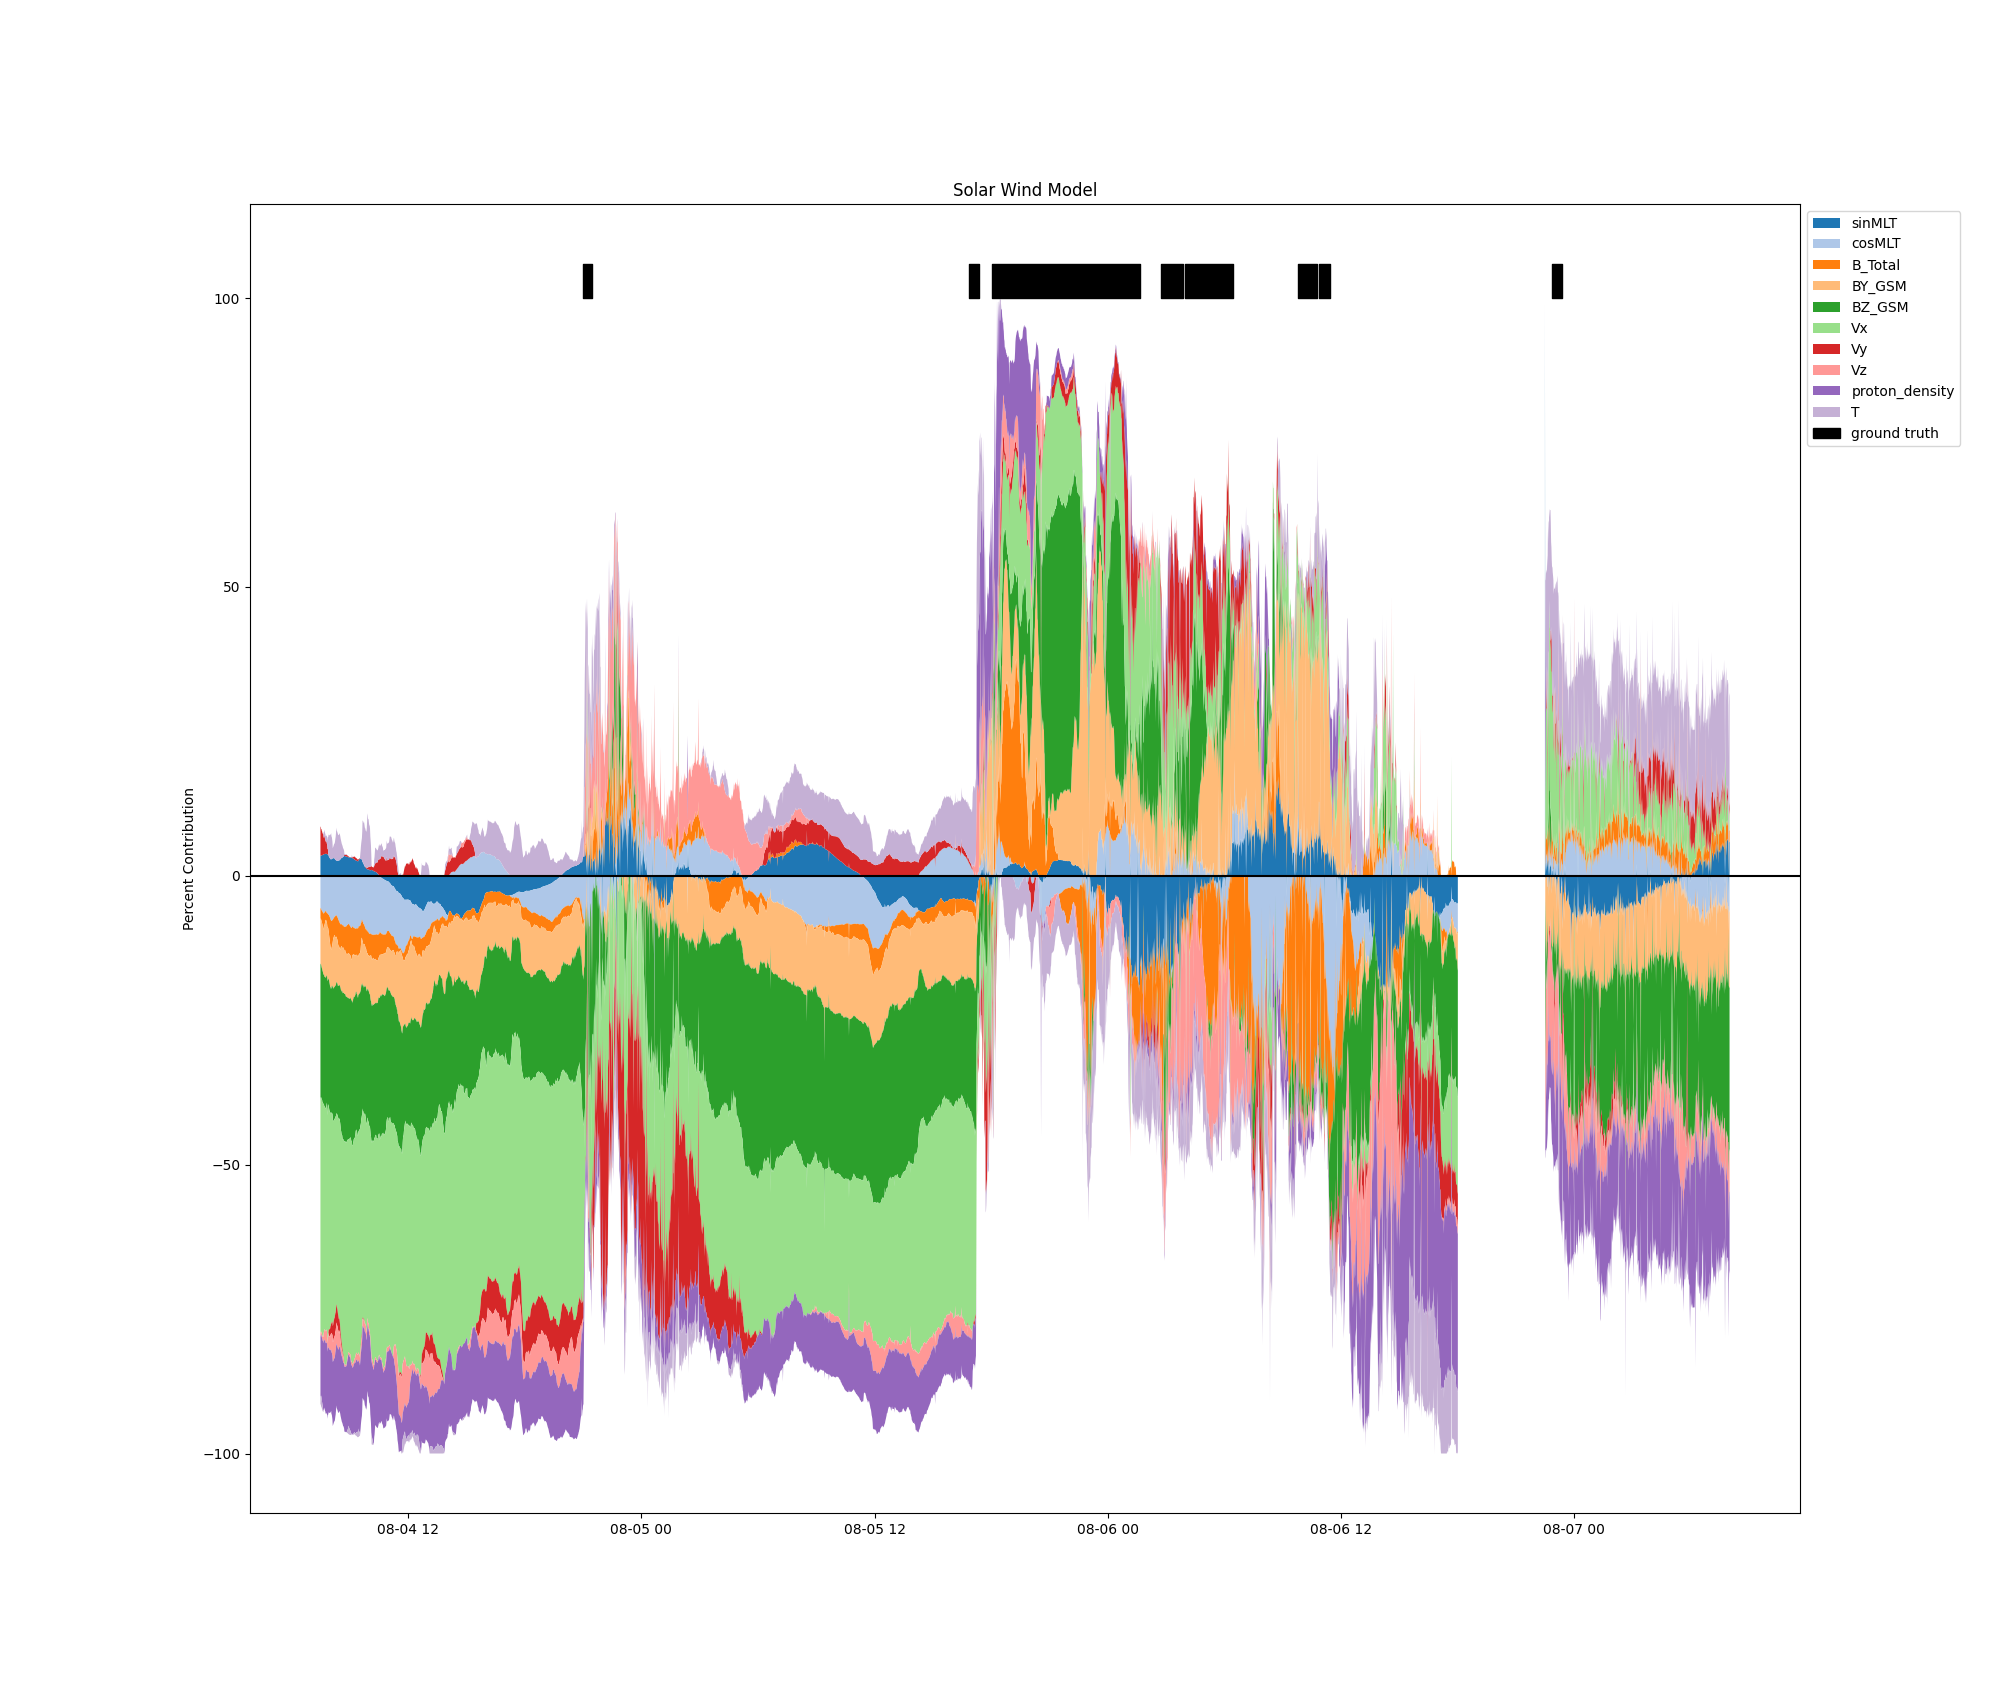 Solar Wind Model
sinMLT
cosMLT
B_Total
BY_GSM
BZ_GSM
Vx
Vy
Vz
proton_density
T
ground truth
Percent Contribution
100
50
0
−50
−100
08-04 12
08-05 00
08-05 12
08-06 00
08-06 12
08-07 00